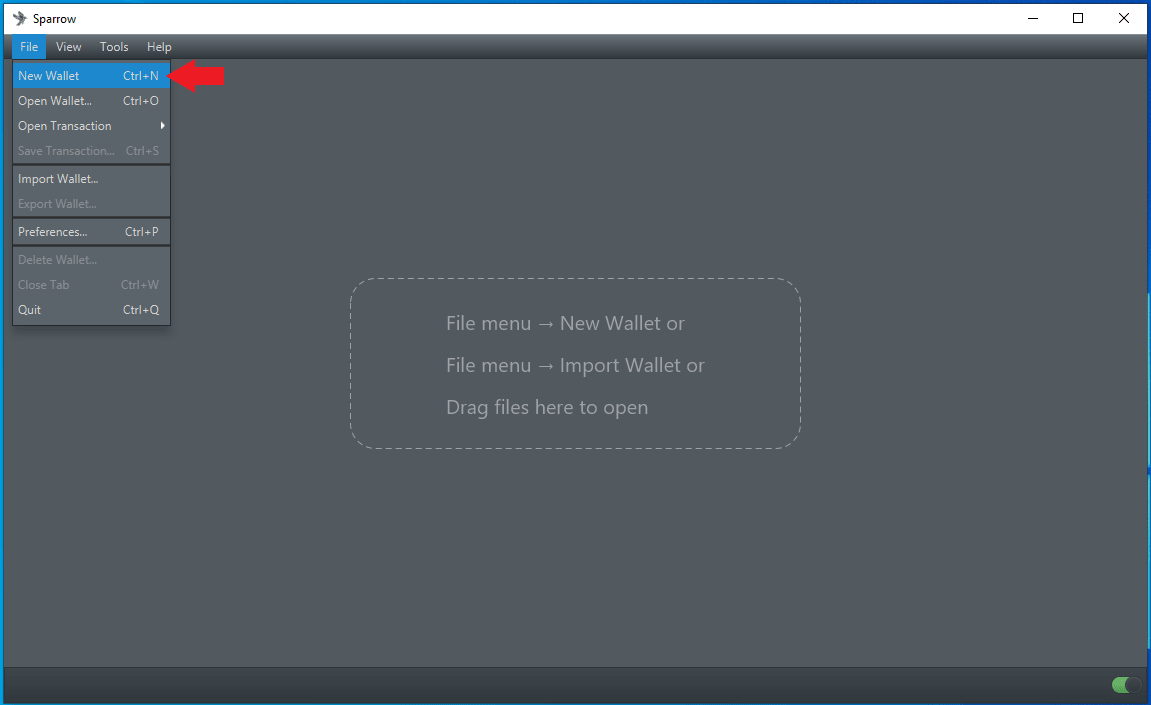 Sparrow
File View Tools Help
New Wallet Ctrl+N
Open Wallet... Ctrl+O
Open Transaction
Save Transaction... Ctrl+S
Import Wallet...
Export Wallet...
Preferences... Ctrl+P
Delete Wallet...
Close Tab Ctrl+W
Quit Ctrl+Q
File menu → New Wallet or
File menu → Import Wallet or
Drag files here to open